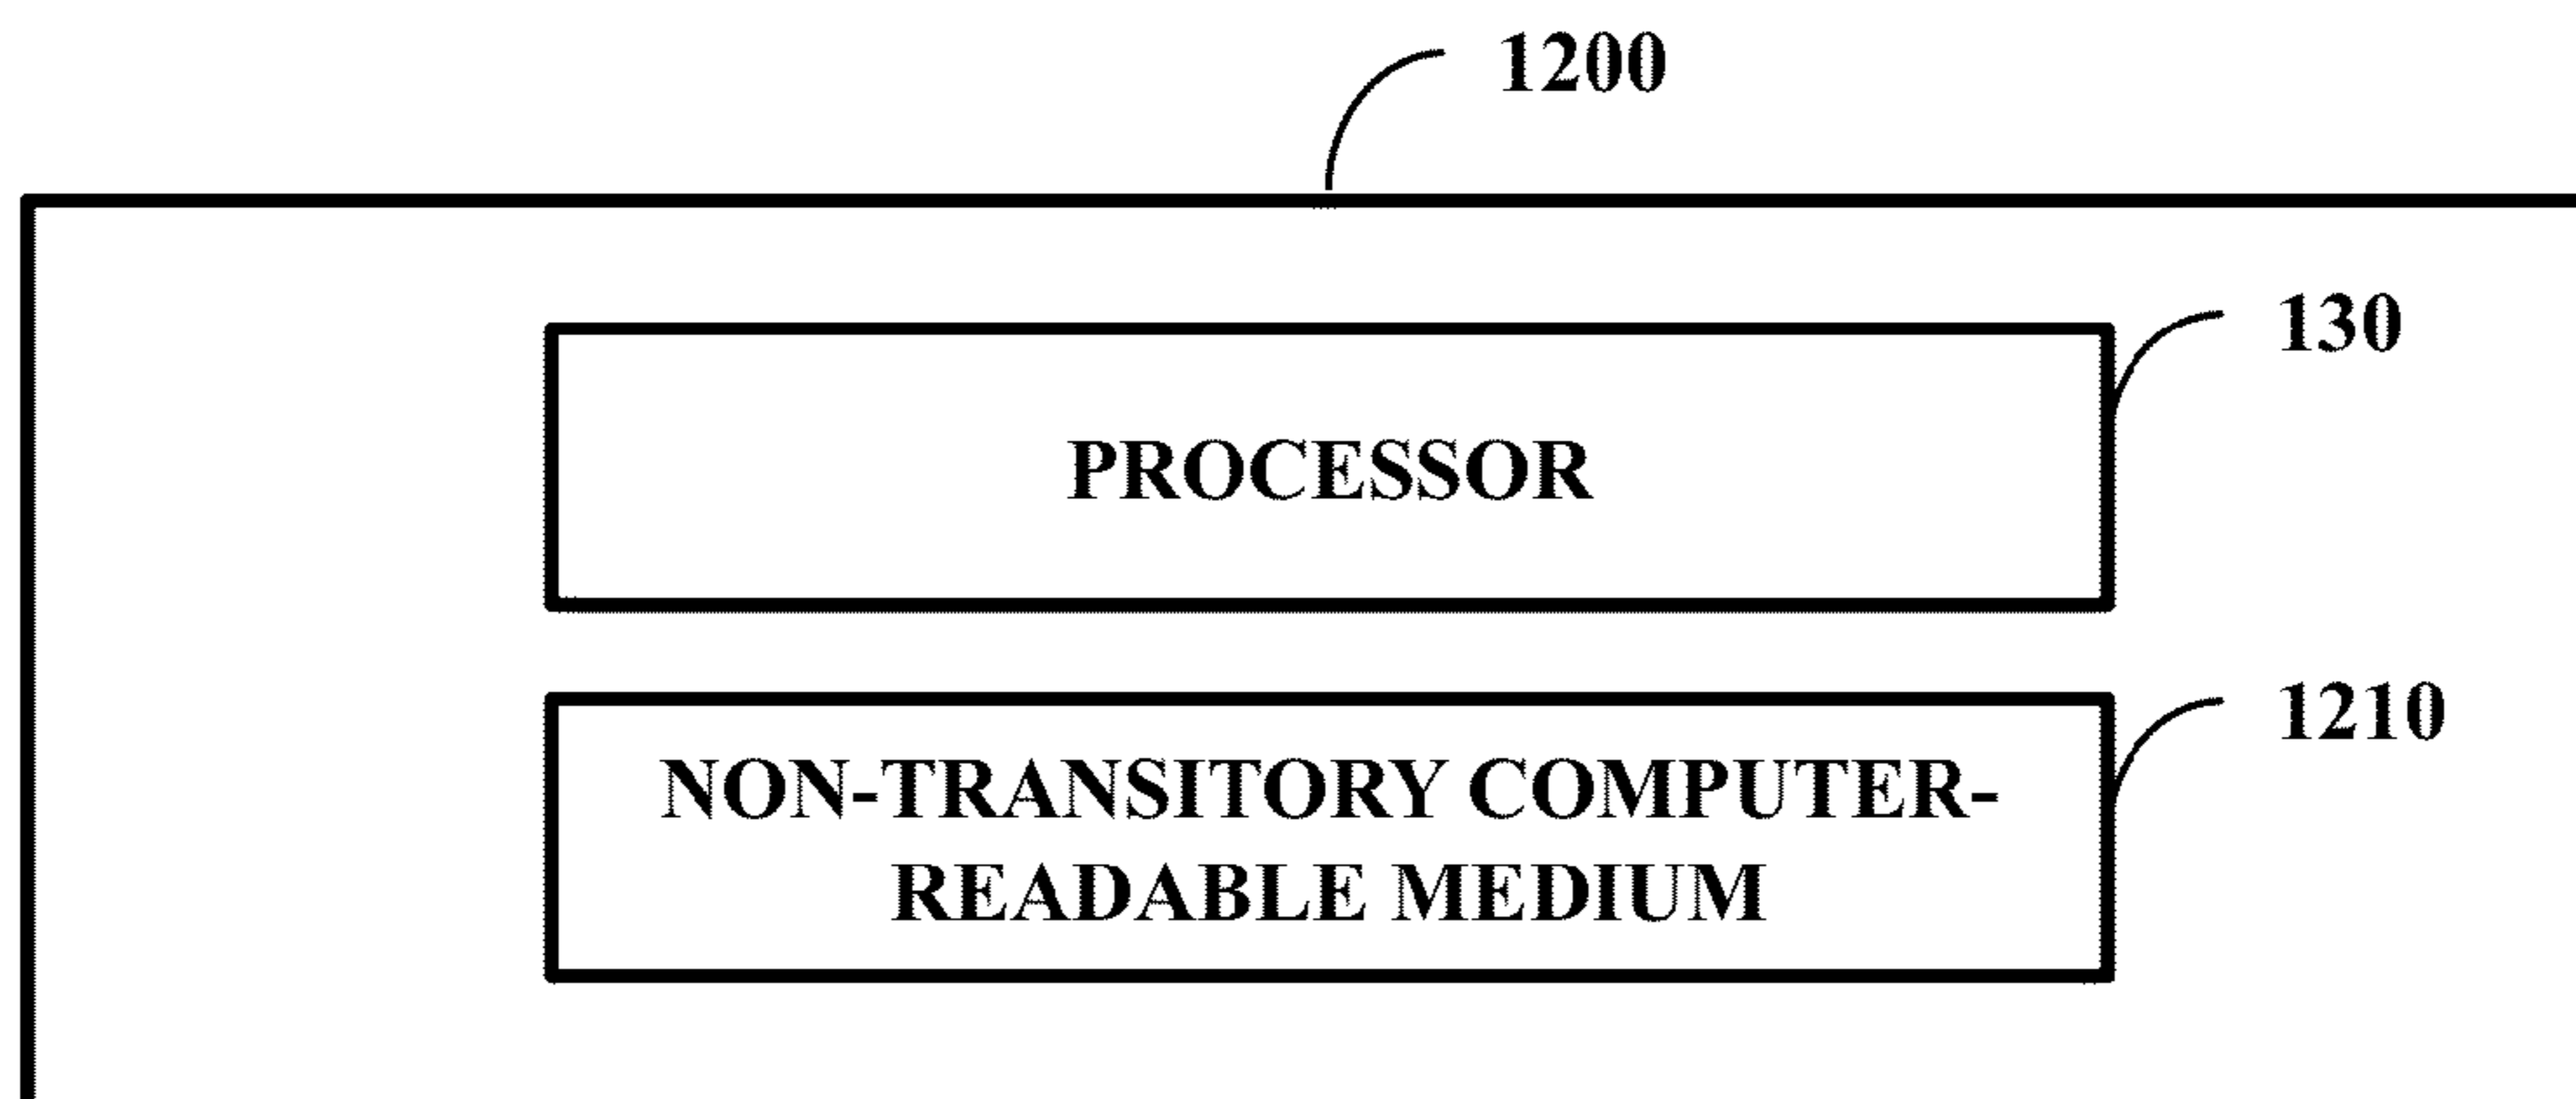 1200
130
PROCESSOR
1210
NON-TRANSITORY COMPUTER-
READABLE MEDIUM